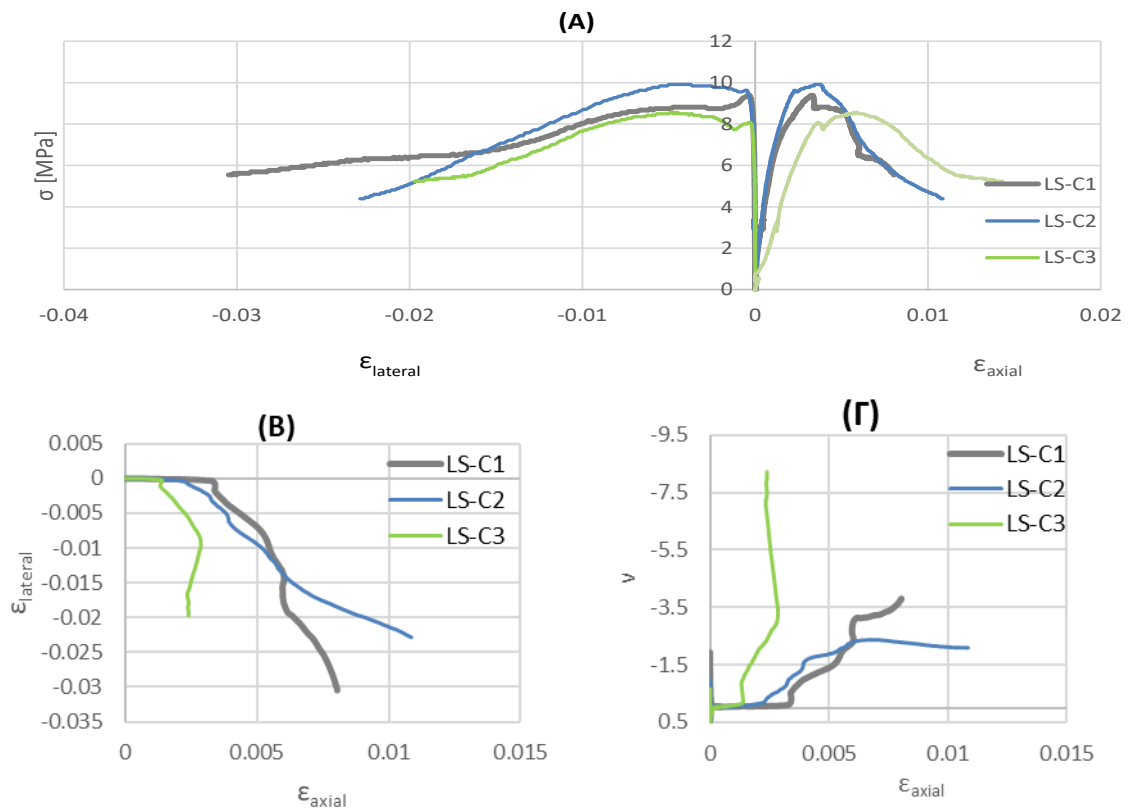 (A)
12
10
8
6
4
2
0
σ [MPa]
LS-C1
LS-C2
LS-C3
-0.04 -0.03 -0.02 -0.01 0 0.01 0.02
εlateral εaxial
(B)
0.005
0
-0.005
-0.01
-0.015
-0.02
-0.025
-0.03
-0.035
εlateral
LS-C1
LS-C2
LS-C3
0 0.005 0.01 0.015
εaxial
(Γ)
-9.5
-7.5
-5.5
-3.5
-1.5
0.5
ν
LS-C1
LS-C2
LS-C3
0 0.005 0.01 0.015
εaxial